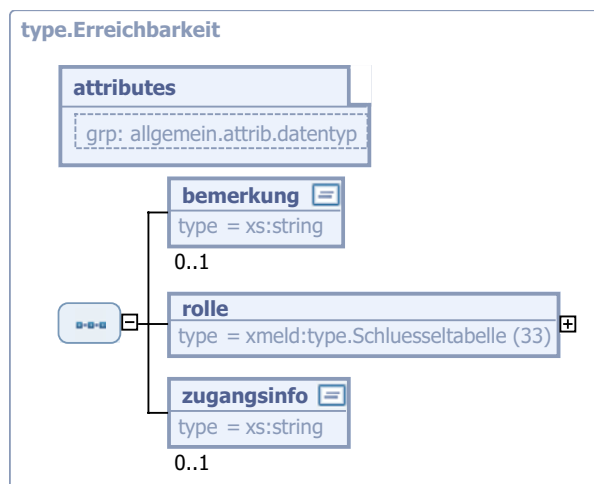 type.Erreichbarkeit
attributes
grp: allgemein.attrib.datentyp
bemerkung
type = xs:string
0..1
rolle
type = xmeld:type.Schluesseltabelle (33)
zugangsinfo
type = xs:string
0..1